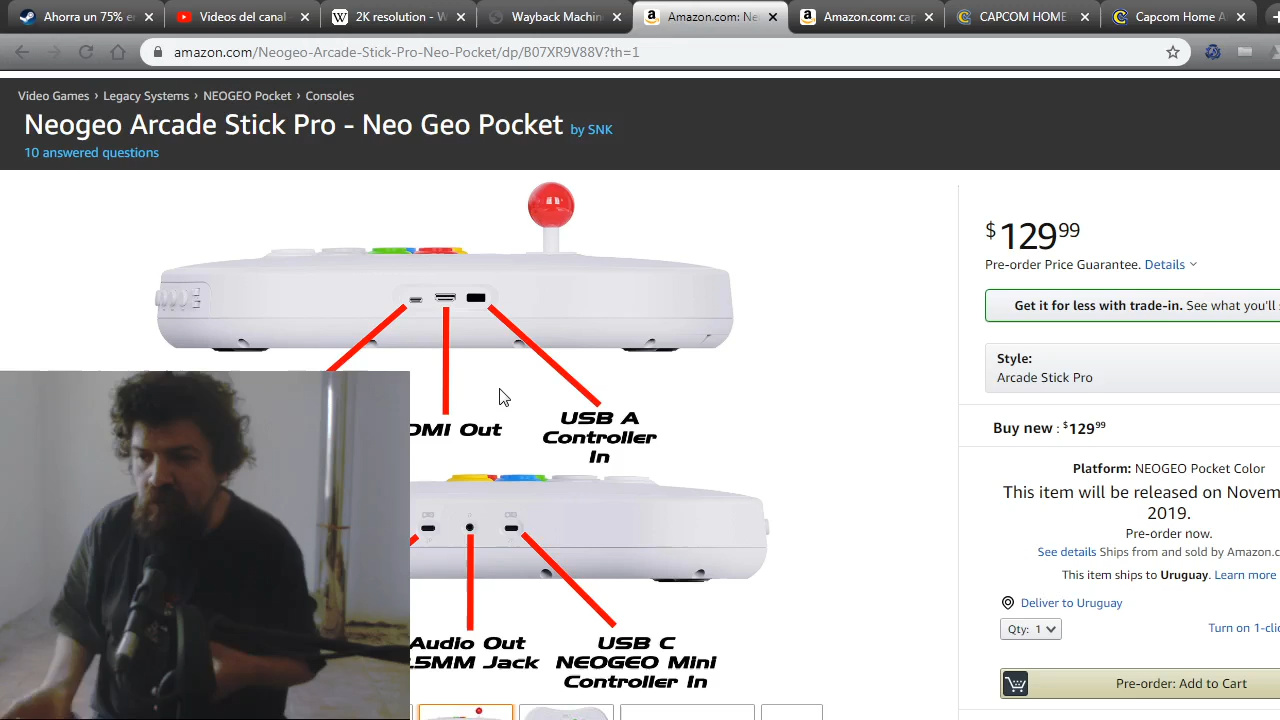 Ahorra un 75% en
Videos del canal
2K resolution - W
Wayback Machin
Amazon.com: Ne
Amazon.com: cap
CAPCOM HOME
Capcom Home A
amazon.com/Neogeo-Arcade-Stick-Pro-Neo-Pocket/dp/B07XR9V88V?th=1
Video Games › Legacy Systems › NEOGEO Pocket › Consoles
Neogeo Arcade Stick Pro - Neo Geo Pocket by SNK
10 answered questions
$129.99
Pre-order Price Guarantee. Details
Get it for less with trade-in. See what you'll
Style:
Arcade Stick Pro
DMI Out
USB A
Controller
In
Buy new : $129.99
Platform: NEOGEO Pocket Color
This item will be released on Novem
2019.
Pre-order now.
See details Ships from and sold by Amazon.c
This item ships to Uruguay. Learn more
Deliver to Uruguay
Qty: 1
Turn on 1-clic
Audio Out
.5MM Jack
USB C
NEOGEO Mini
Controller In
Pre-order: Add to Cart